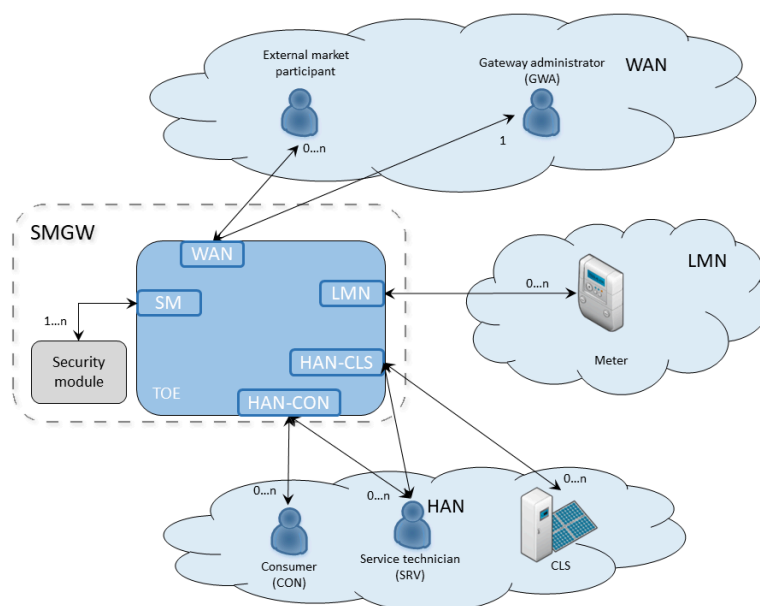 External market
participant
Gateway administrator
(GWA)
WAN
0...n
1
SMGW
WAN
SM
LMN
HAN-CLS
HAN-CON
TOE
1...n
Security
module
0...n
LMN
Meter
0...n
0...n
HAN
0...n
Consumer
(CON)
Service technician
(SRV)
CLS